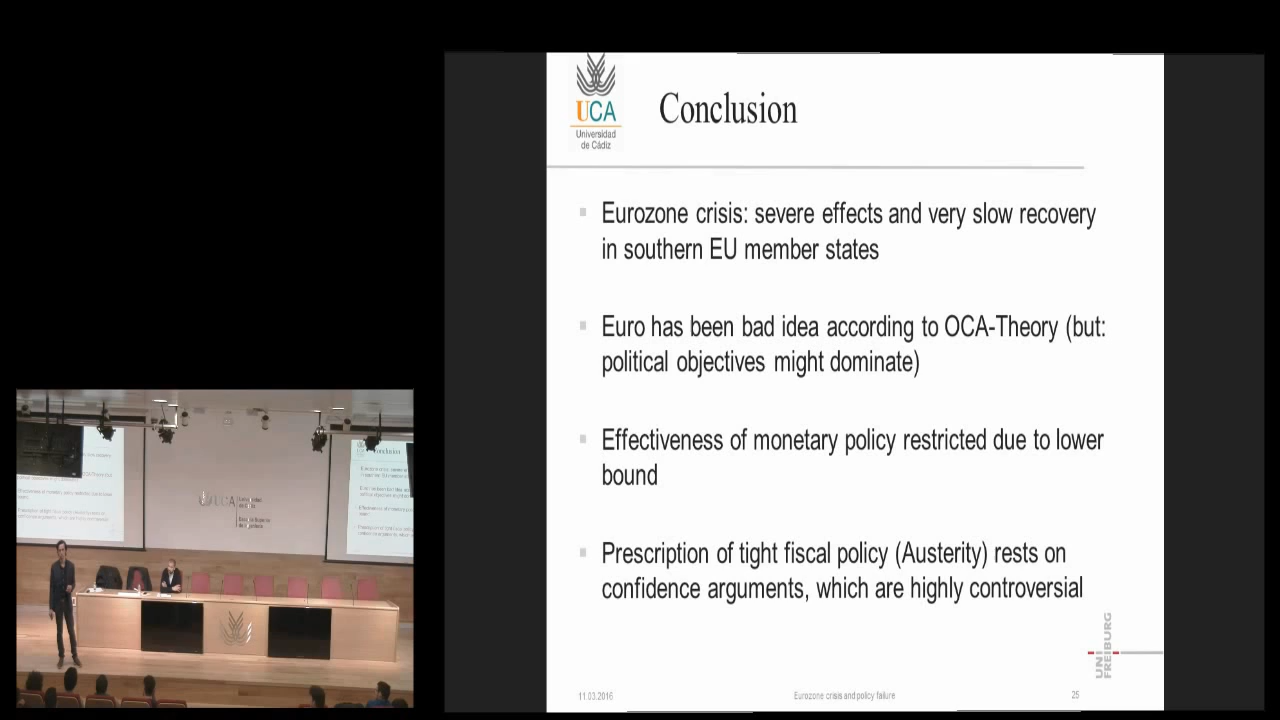 UCA
Universidad
de Cádiz
Conclusion
Eurozone crisis: severe effects and very slow recovery
in southern EU member states
Euro has been bad idea according to OCA-Theory (but:
political objectives might dominate)
Effectiveness of monetary policy restricted due to lower
bound
Prescription of tight fiscal policy (Austerity) rests on
confidence arguments, which are highly controversial
UNI
FREIBURG
11.03.2016
Eurozone crisis and policy failure
25
UCA
Conclusion